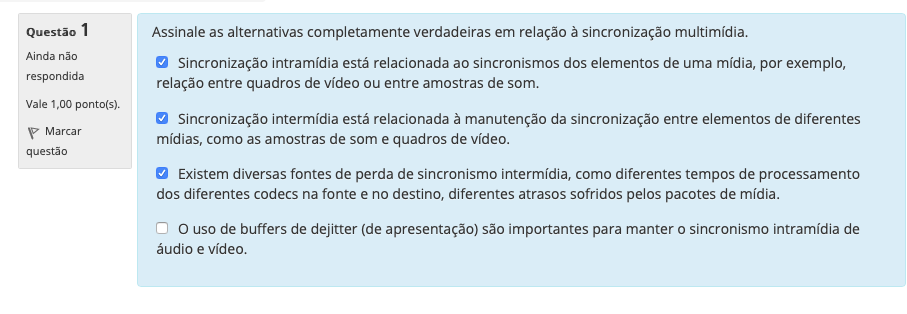 Questão 1
Ainda não
respondida
Vale 1,00 ponto(s).
Marcar
questão
Assinale as alternativas completamente verdadeiras em relação à sincronização multimídia.
Sincronização intramídia está relacionada ao sincronismos dos elementos de uma mídia, por exemplo,
relação entre quadros de vídeo ou entre amostras de som.
Sincronização intermídia está relacionada à manutenção da sincronização entre elementos de diferentes
mídias, como as amostras de som e quadros de vídeo.
Existem diversas fontes de perda de sincronismo intermídia, como diferentes tempos de processamento
dos diferentes codecs na fonte e no destino, diferentes atrasos sofridos pelos pacotes de mídia.
O uso de buffers de dejitter (de apresentação) são importantes para manter o sincronismo intramídia de
áudio e vídeo.